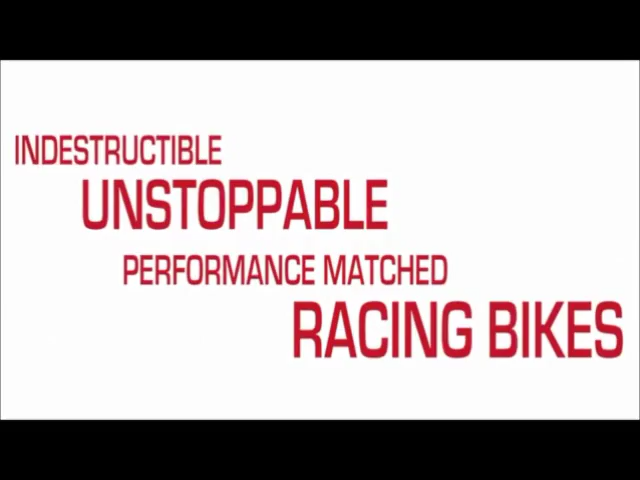 INDESTRUCTIBLE
UNSTOPPABLE
PERFORMANCE MATCHED
RACING BIKES